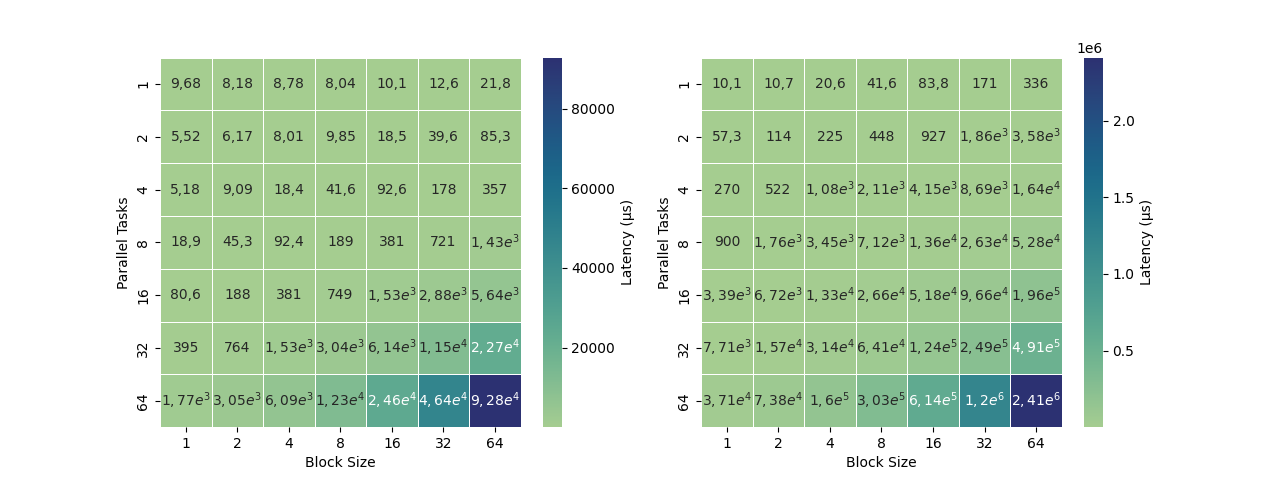 1e6
1 9,68 8,18 8,78 8,04 10,1 12,6 21,8
2 5,52 6,17 8,01 9,85 18,5 39,6 85,3
4 5,18 9,09 18,4 41,6 92,6 178 357
8 18,9 45,3 92,4 189 381 721 1,43e³
16 80,6 188 381 749 1,53e³ 2,88e³ 5,64e³
32 395 764 1,53e³ 3,04e³ 6,14e³ 1,15e⁴ 2,27e⁴
64 1,77e³ 3,05e³ 6,09e³ 1,23e⁴ 2,46e⁴ 4,64e⁴ 9,28e⁴
1 2 4 8 16 32 64
Block Size
Parallel Tasks
80000
60000
40000
20000
Latency (μs)
1 10,1 10,7 20,6 41,6 83,8 171 336
2 57,3 114 225 448 927 1,86e³ 3,58e³
4 270 522 1,08e³ 2,11e³ 4,15e³ 8,69e³ 1,64e⁴
8 900 1,76e³ 3,45e³ 7,12e³ 1,36e⁴ 2,63e⁴ 5,28e⁴
16 3,39e³ 6,72e³ 1,33e⁴ 2,66e⁴ 5,18e⁴ 9,66e⁴ 1,96e⁵
32 7,71e³ 1,57e⁴ 3,14e⁴ 6,41e⁴ 1,24e⁵ 2,49e⁵ 4,91e⁵
64 3,71e⁴ 7,38e⁴ 1,6e⁵ 3,03e⁵ 6,14e⁵ 1,2e⁶ 2,41e⁶
1 2 4 8 16 32 64
Block Size
Parallel Tasks
2.0
1.5
1.0
0.5
Latency (μs)